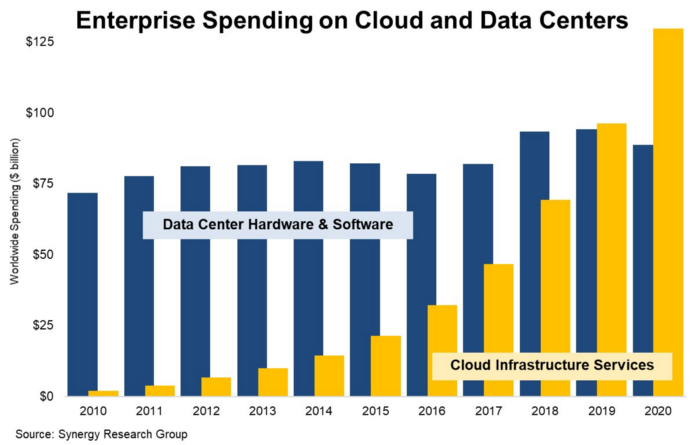 Enterprise Spending on Cloud and Data Centers
$125
$100
$75
$50
$25
$0
Worldwide Spending ($ billion)
Data Center Hardware & Software
Cloud Infrastructure Services
2010 2011 2012 2013 2014 2015 2016 2017 2018 2019 2020
Source: Synergy Research Group